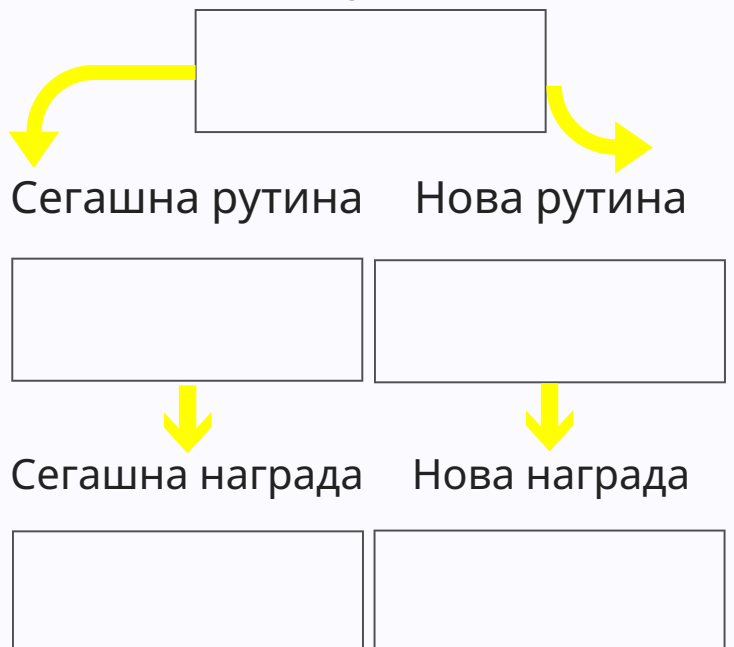 Сегашна рутина
Нова рутина
Сегашна награда
Нова награда